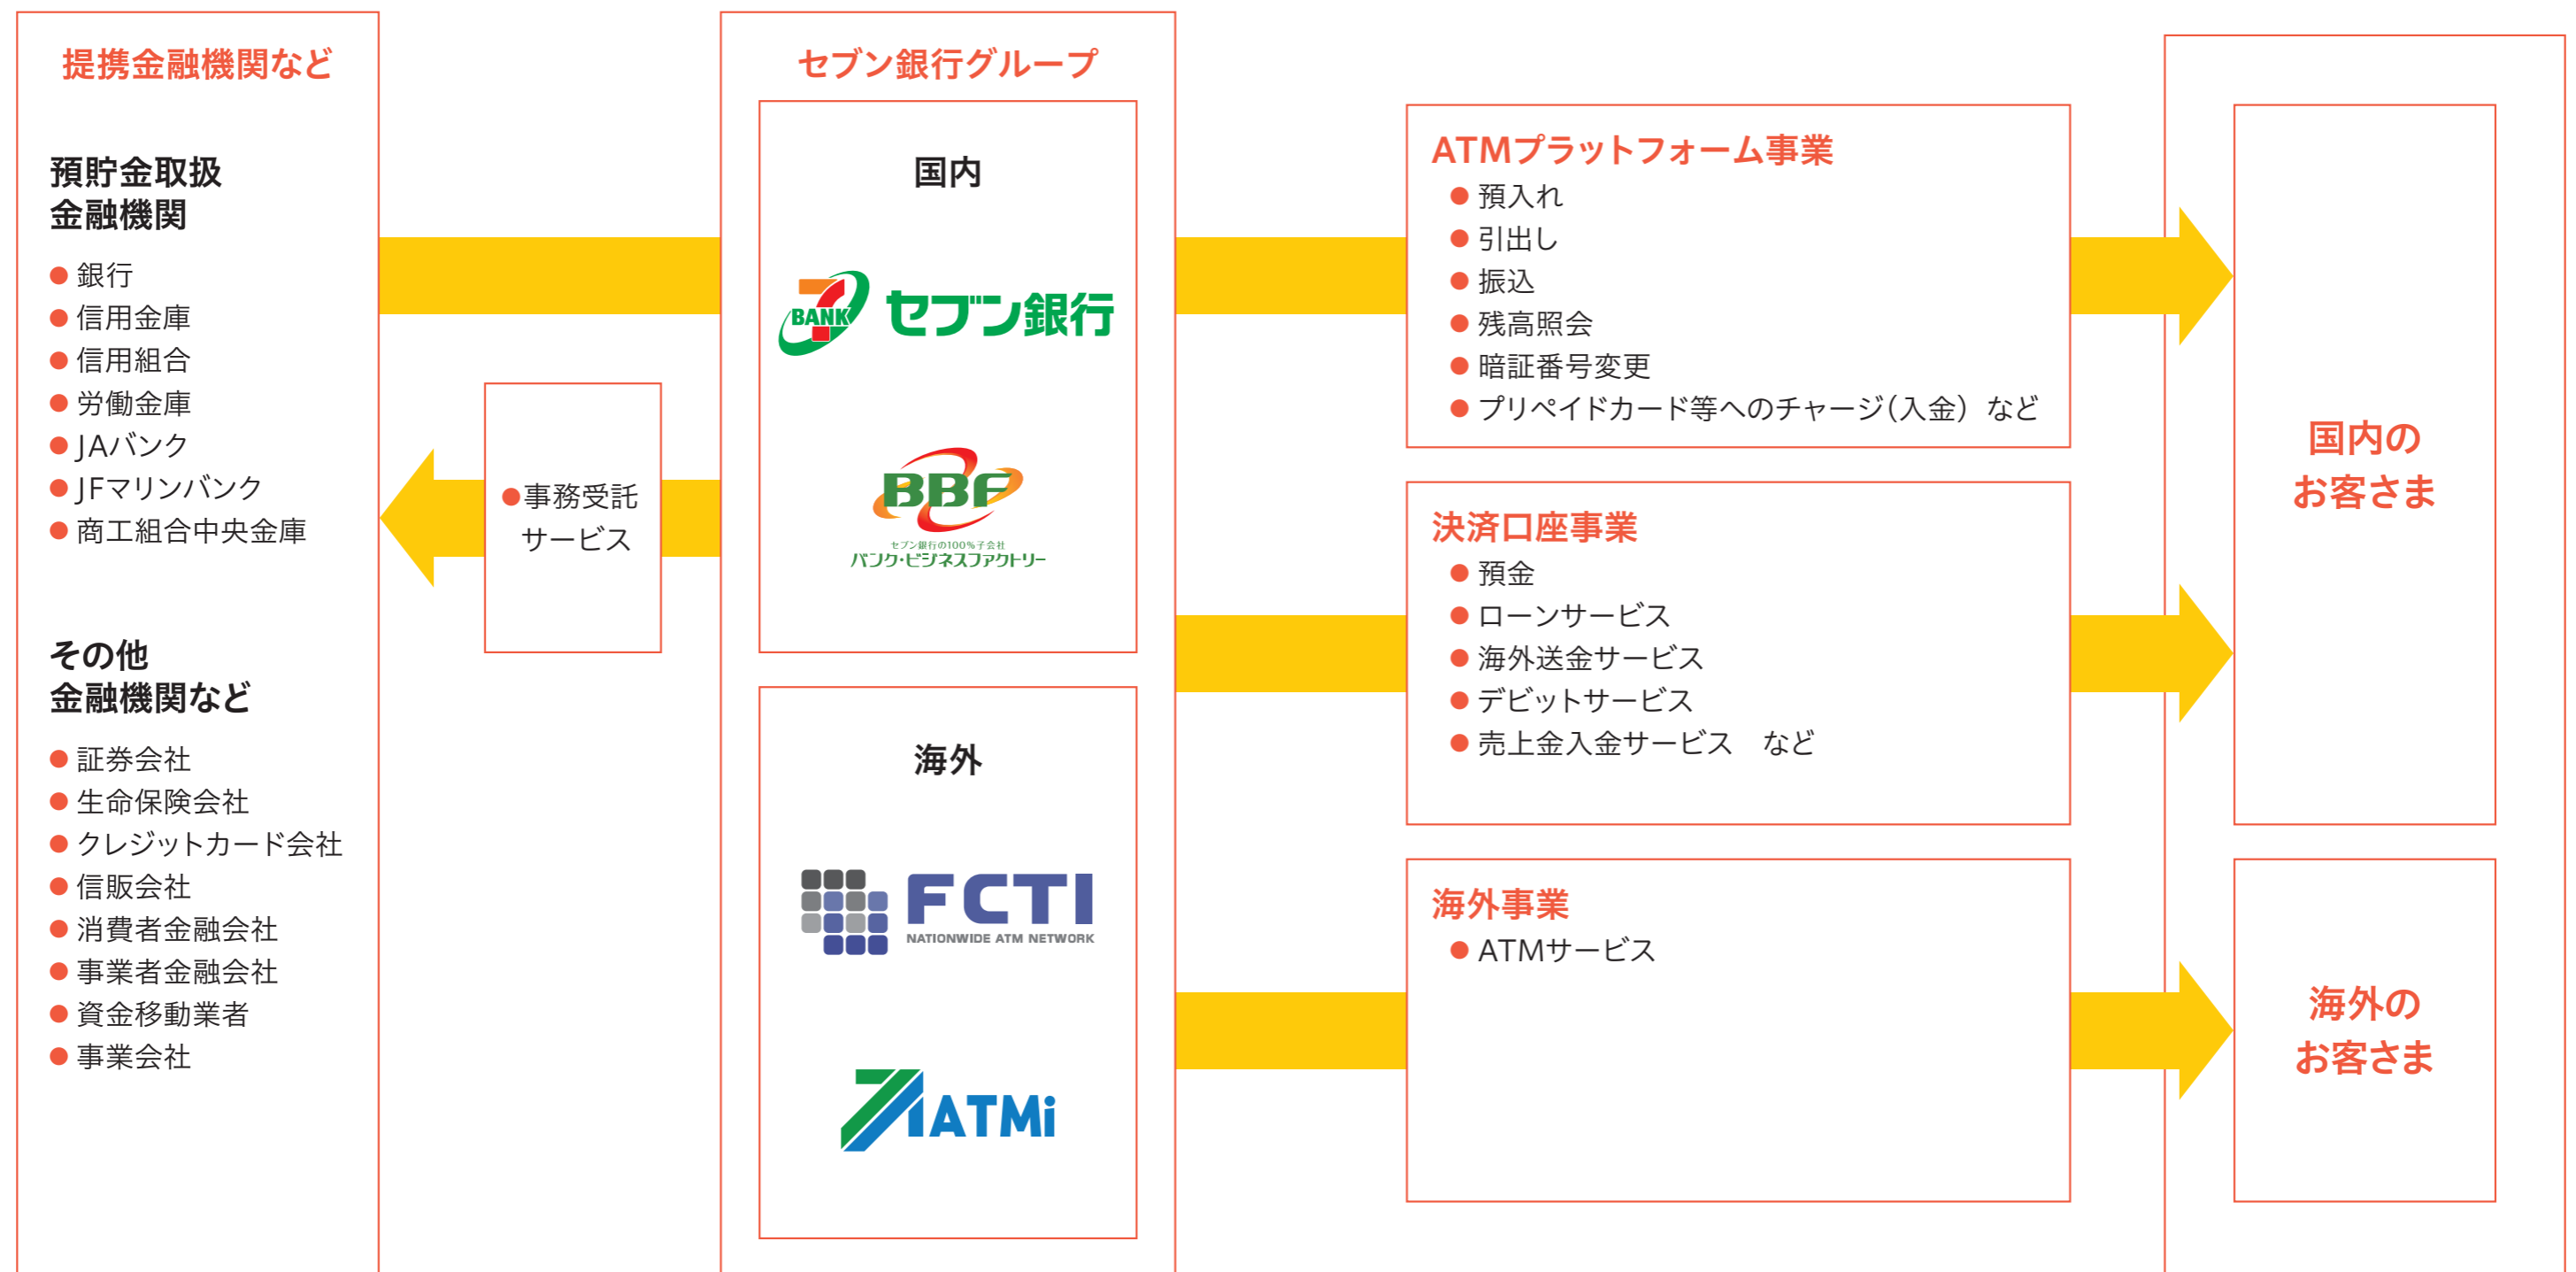 提携金融機関など
預貯金取扱
金融機関
● 銀行
● 信用金庫
● 信用組合
● 労働金庫
● JAバンク
● JFマリンバンク
● 商工組合中央金庫
その他
金融機関など
● 証券会社
● 生命保険会社
● クレジットカード会社
● 信販会社
● 消費者金融会社
● 事業者金融会社
● 資金移動業者
● 事業会社
●事務受託
サービス
セブン銀行グループ
国内
7 BANK セブン銀行
BBF
セブン銀行の100%子会社
バンク・ビジネスファクトリー
海外
FCTI
NATIONWIDE ATM NETWORK
ATMi
ATMプラットフォーム事業
● 預入れ
● 引出し
● 振込
● 残高照会
● 暗証番号変更
● プリペイドカード等へのチャージ(入金) など
決済口座事業
● 預金
● ローンサービス
● 海外送金サービス
● デビットサービス
● 売上金入金サービス　など
海外事業
● ATMサービス
国内の
お客さま
海外の
お客さま